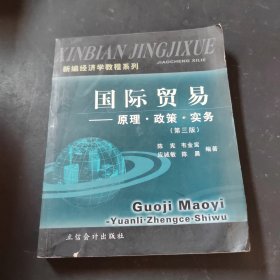 XINBIAN JINGJIXUE
JIAOCHENG XILIE
新编经济学教程系列
国际贸易
——原理·政策·实务
（第三版）
陈宪 韦金鸾
应诚敏 陈晨 编著
Guoji Maoyi
-Yuanli·Zhengce·Shiwu
立信会计出版社